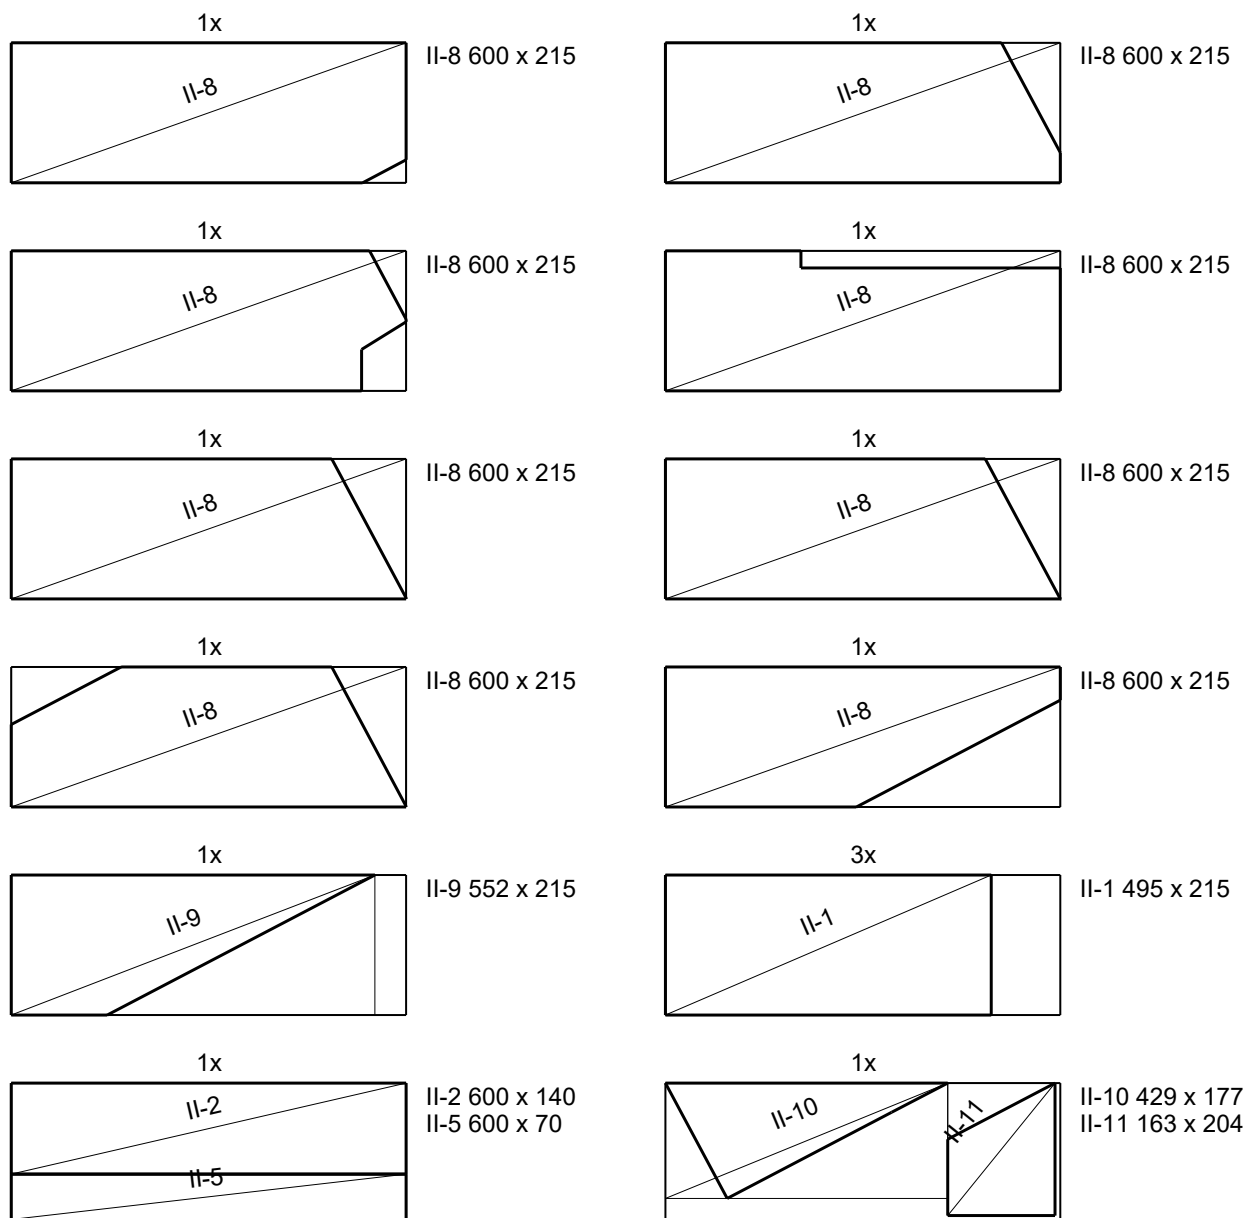 1x
II-8 600 x 215
II-8
1x
II-8 600 x 215
II-8
1x
II-8 600 x 215
II-8
1x
II-8 600 x 215
II-8
1x
II-8 600 x 215
II-8
1x
II-8 600 x 215
II-8
1x
II-8 600 x 215
II-8
1x
II-8 600 x 215
II-8
1x
II-9 552 x 215
II-9
3x
II-1 495 x 215
II-1
1x
II-2 600 x 140
II-5 600 x 70
II-2
II-5
1x
II-10 429 x 177
II-11 163 x 204
II-10
II-11